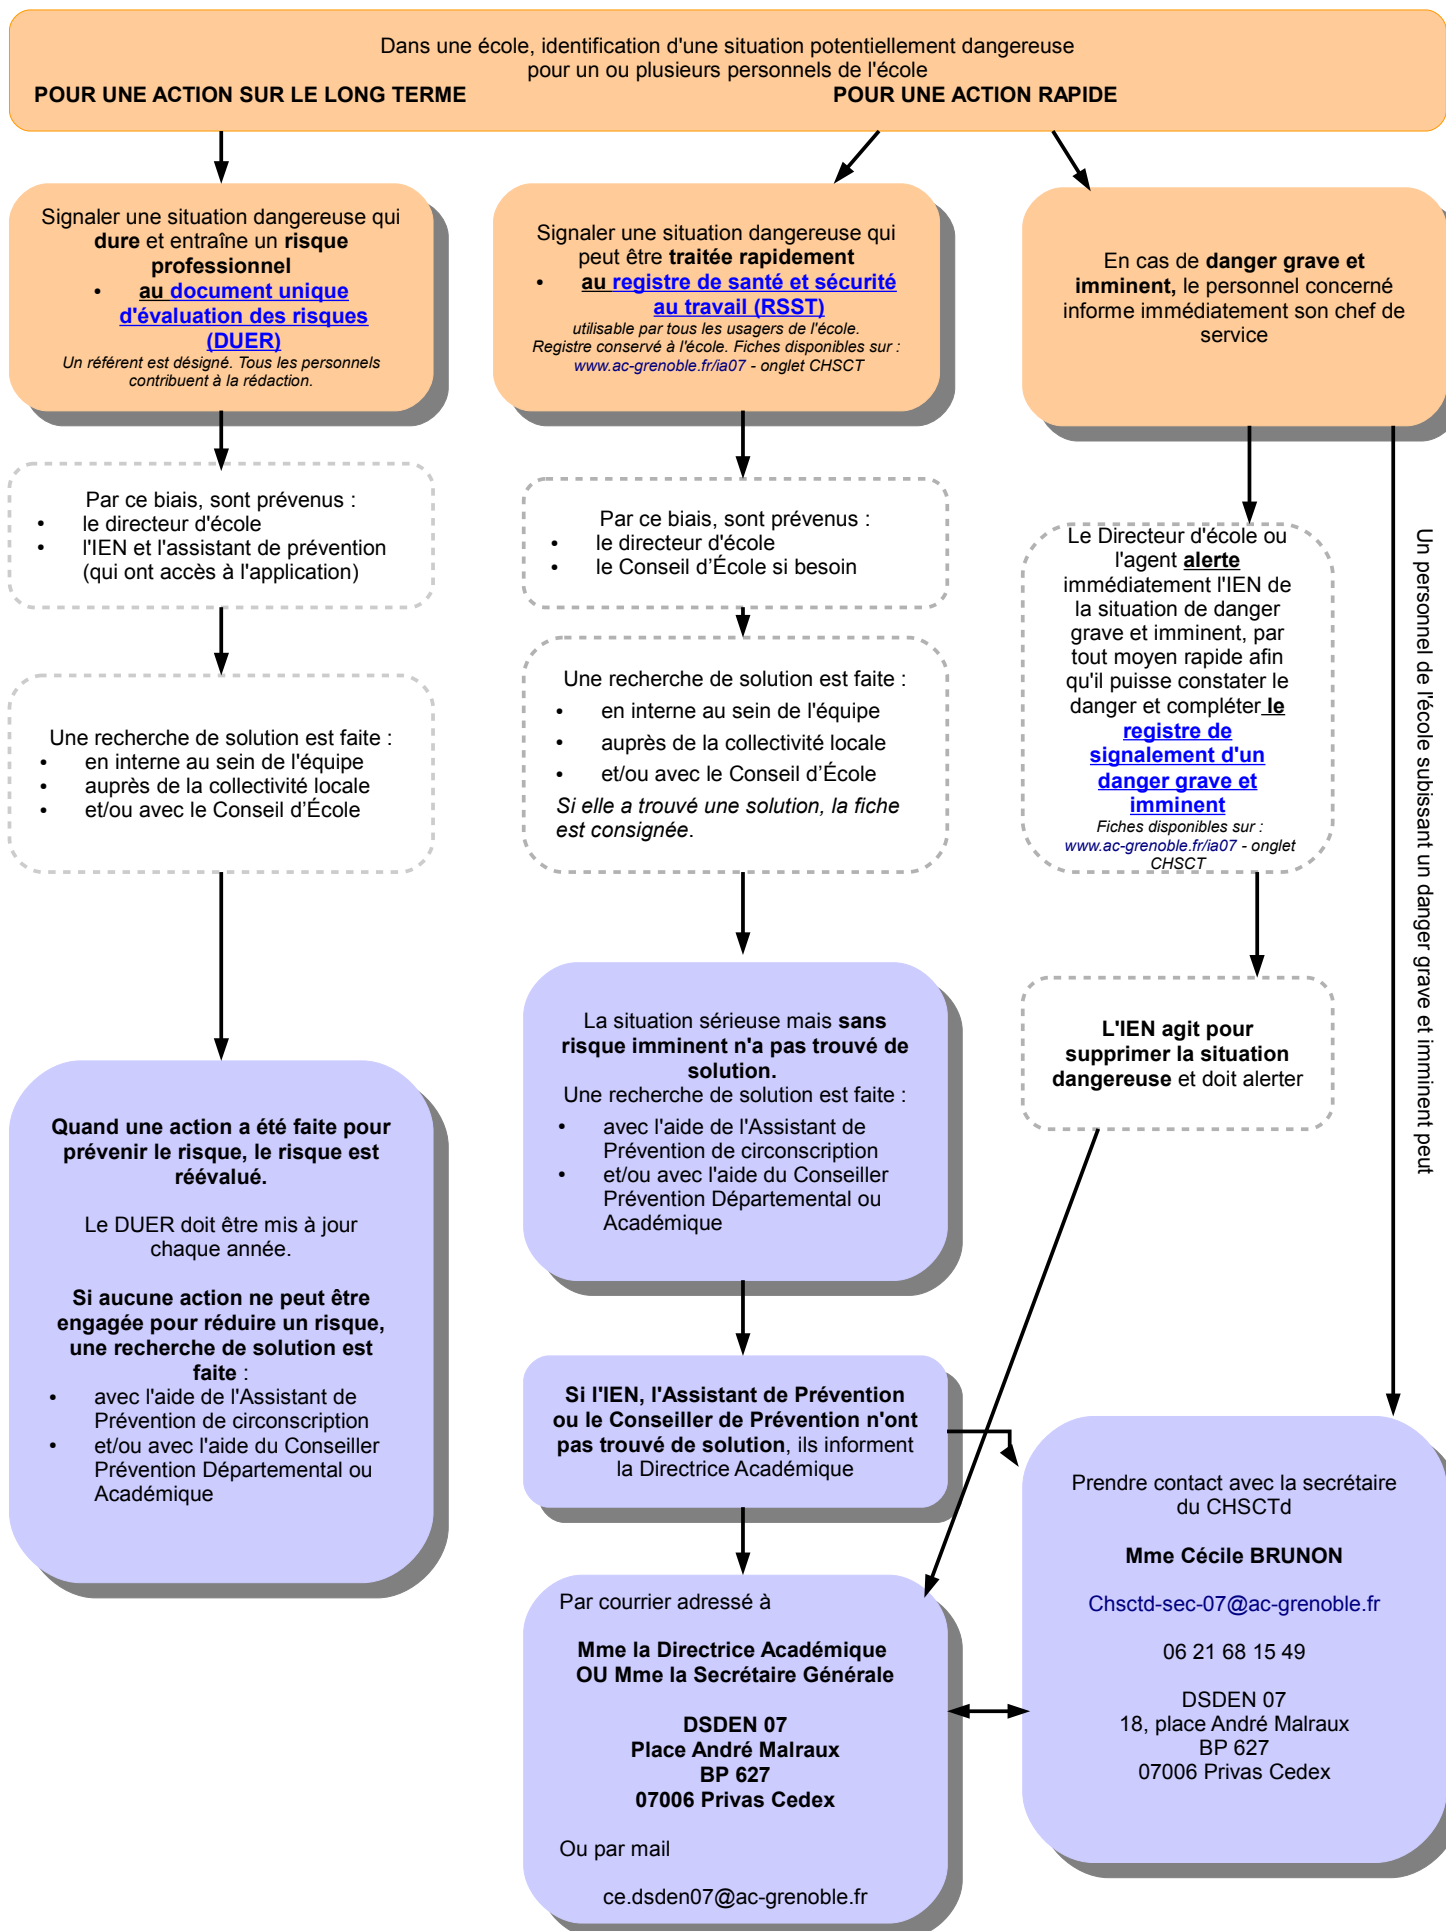 Dans une école, identification d'une situation potentiellement dangereuse
pour un ou plusieurs personnels de l'école
POUR UNE ACTION SUR LE LONG TERME
POUR UNE ACTION RAPIDE
Signaler une situation dangereuse qui
dure et entraîne un risque
professionnel
• au document unique
d'évaluation des risques
(DUER)
Un référent est désigné. Tous les personnels
contribuent à la rédaction.
Par ce biais, sont prévenus :
• le directeur d'école
• l'IEN et l'assistant de prévention
(qui ont accès à l'application)
Une recherche de solution est faite :
• en interne au sein de l'équipe
• auprès de la collectivité locale
• et/ou avec le Conseil d'École
Quand une action a été faite pour
prévenir le risque, le risque est
réévalué.
Le DUER doit être mis à jour
chaque année.
Si aucune action ne peut être
engagée pour réduire un risque,
une recherche de solution est
faite :
• avec l'aide de l'Assistant de
Prévention de circonscription
• et/ou avec l'aide du Conseiller
Prévention Départemental ou
Académique
Signaler une situation dangereuse qui
peut être traitée rapidement
• au registre de santé et sécurité
au travail (RSST)
utilisable par tous les usagers de l'école.
Registre conservé à l'école. Fiches disponibles sur :
www.ac-grenoble.fr/ia07 - onglet CHSCT
Par ce biais, sont prévenus :
• le directeur d'école
• le Conseil d'École si besoin
Une recherche de solution est faite :
• en interne au sein de l'équipe
• auprès de la collectivité locale
• et/ou avec le Conseil d'École
Si elle a trouvé une solution, la fiche
est consignée.
La situation sérieuse mais sans
risque imminent n'a pas trouvé de
solution.
Une recherche de solution est faite :
• avec l'aide de l'Assistant de
Prévention de circonscription
• et/ou avec l'aide du Conseiller
Prévention Départemental ou
Académique
Si l'IEN, l'Assistant de Prévention
ou le Conseiller de Prévention n'ont
pas trouvé de solution, ils informent
la Directrice Académique
Par courrier adressé à
Mme la Directrice Académique
OU Mme la Secrétaire Générale
DSDEN 07
Place André Malraux
BP 627
07006 Privas Cedex
Ou par mail
ce.dsden07@ac-grenoble.fr
En cas de danger grave et
imminent, le personnel concerné
informe immédiatement son chef de
service
Le Directeur d'école ou
l'agent alerte
immédiatement l'IEN de
la situation de danger
grave et imminent, par
tout moyen rapide afin
qu'il puisse constater le
danger et compléter le
registre de
signalement d'un
danger grave et
imminent
Fiches disponibles sur :
www.ac-grenoble.fr/ia07 - onglet
CHSCT
L'IEN agit pour
supprimer la situation
dangereuse et doit alerter
Un personnel de l'école subissant un danger grave et imminent peut
Prendre contact avec la secrétaire
du CHSCTd
Mme Cécile BRUNON
Chsctd-sec-07@ac-grenoble.fr
06 21 68 15 49
DSDEN 07
18, place André Malraux
BP 627
07006 Privas Cedex